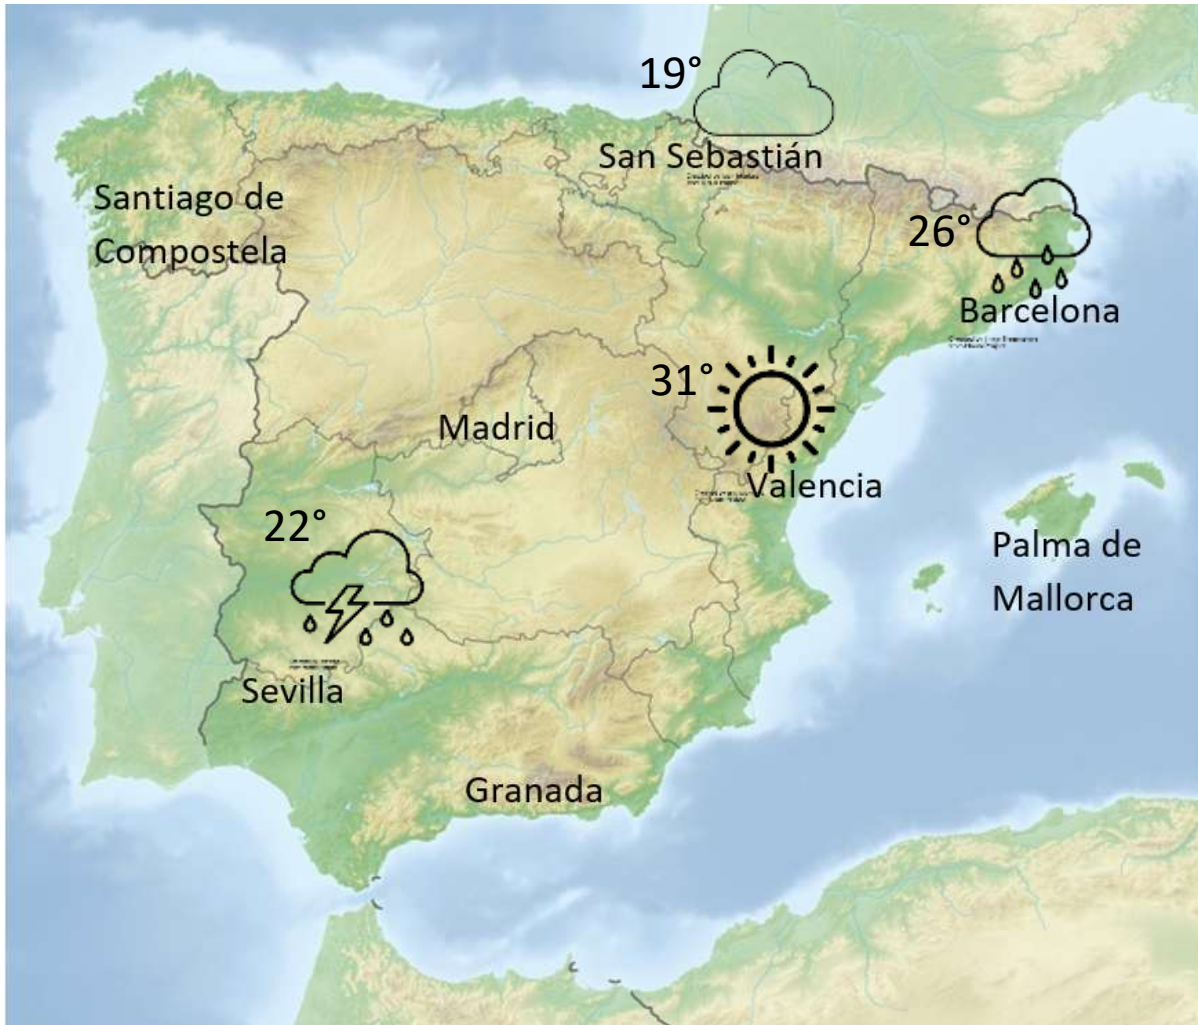 19°
San Sebastián
Santiago de
Compostela
26°
Barcelona
31°
Madrid
Valencia
22°
Palma de
Mallorca
Sevilla
Granada